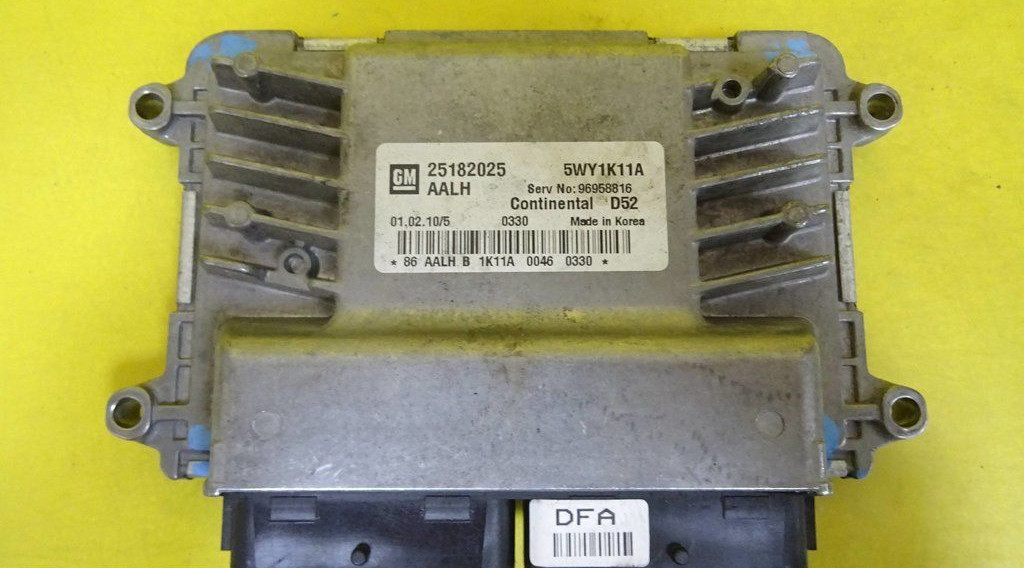 GM 25182025 5WY1K11A
AALH Serv No: 96958816
Continental D52
01.02.10/5 0330 Made in Korea
* 86 AALH B 1K11A 0046 0330 *
DFA